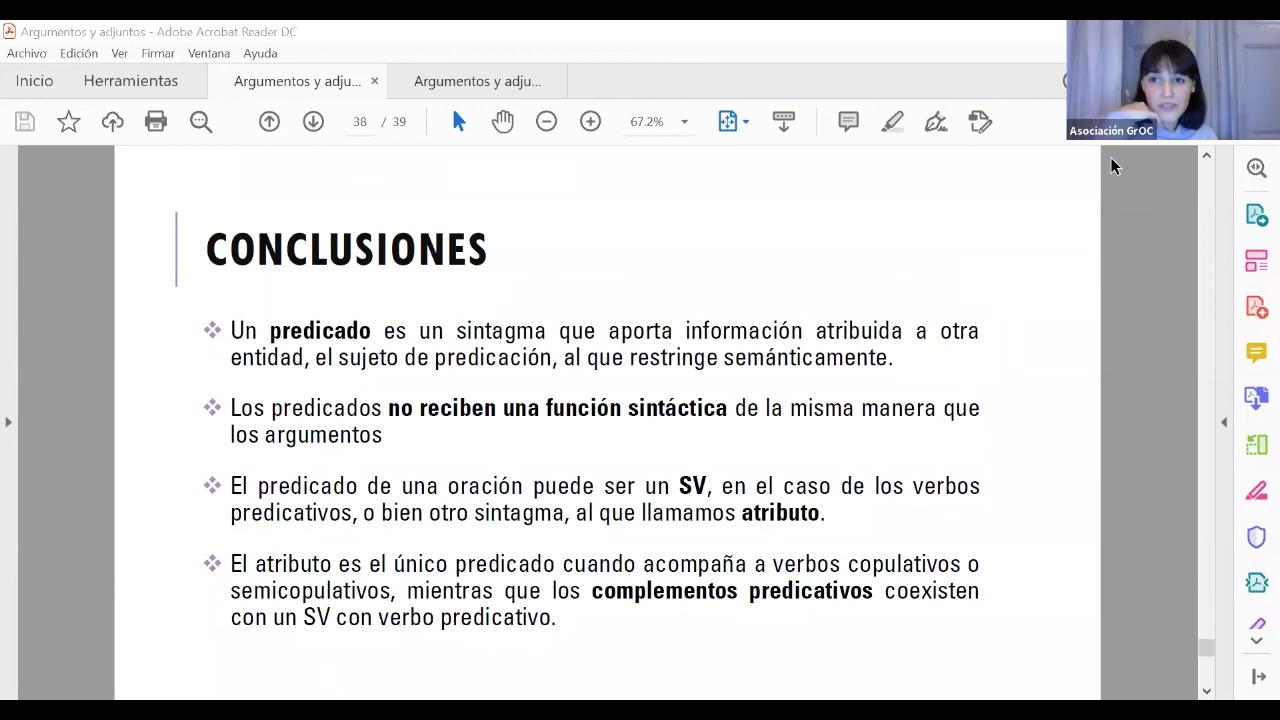 Argumentos y adjuntos - Adobe Acrobat Reader DC
Archivo Edición Ver Firmar Ventana Ayuda
Inicio Herramientas Argumentos y adju... × Argumentos y adju...
38 / 39 67.2%
Asociación GrOC
CONCLUSIONES
Un predicado es un sintagma que aporta información atribuida a otra
entidad, el sujeto de predicación, al que restringe semánticamente.
Los predicados no reciben una función sintáctica de la misma manera que
los argumentos
El predicado de una oración puede ser un SV, en el caso de los verbos
predicativos, o bien otro sintagma, al que llamamos atributo.
El atributo es el único predicado cuando acompaña a verbos copulativos o
semicopulativos, mientras que los complementos predicativos coexisten
con un SV con verbo predicativo.